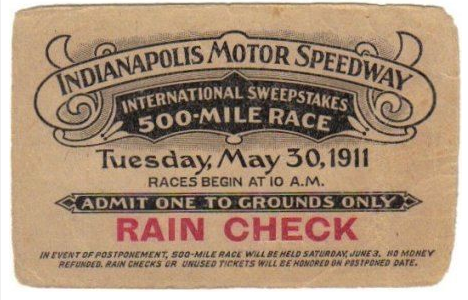 INDIANAPOLIS MOTOR SPEEDWAY
INTERNATIONAL SWEEPSTAKES
500-MILE RACE
Tuesday, May 30, 1911
RACES BEGIN AT 10 A.M.
ADMIT ONE TO GROUNDS ONLY
RAIN CHECK
IN EVENT OF POSTPONEMENT, 500-MILE RACE WILL BE HELD SATURDAY, JUNE 3. NO MONEY
REFUNDED. RAIN CHECKS OR UNUSED TICKETS WILL BE HONORED ON POSTPONED DATE.